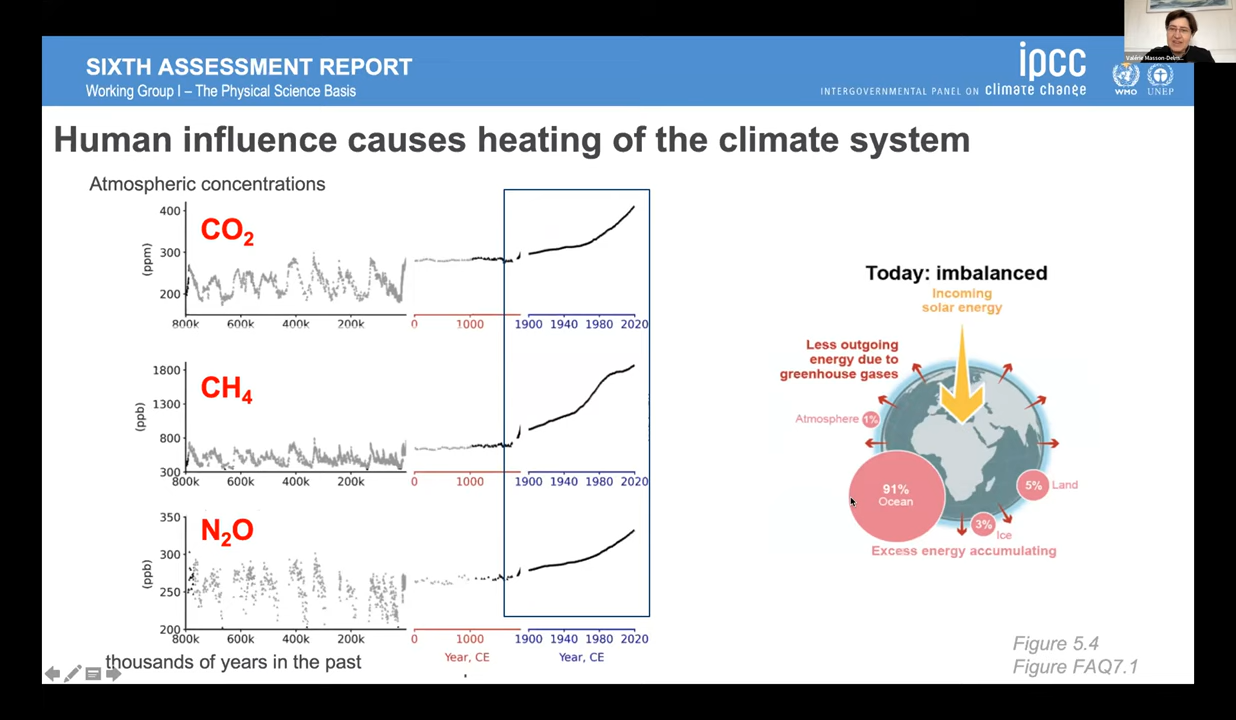 Valérie Masson-Delm...
SIXTH ASSESSMENT REPORT
Working Group I – The Physical Science Basis
ipcc
INTERGOVERNMENTAL PANEL ON climate change
WMO
UNEP
Human influence causes heating of the climate system
Atmospheric concentrations
CO2
(ppm)
400
300
200
800k 600k 400k 200k 0 1000 1900 1940 1980 2020
CH4
(ppb)
1800
1300
800
300
800k 600k 400k 200k 0 1000 1900 1940 1980 2020
N2O
(ppb)
350
300
250
200
800k 600k 400k 200k 0 1000 1900 1940 1980 2020
Year, CE Year, CE
thousands of years in the past
Today: imbalanced
Incoming
solar energy
Less outgoing
energy due to
greenhouse gases
Atmosphere 1%
91%
Ocean
5% Land
3%
Ice
Excess energy accumulating
Figure 5.4
Figure FAQ7.1